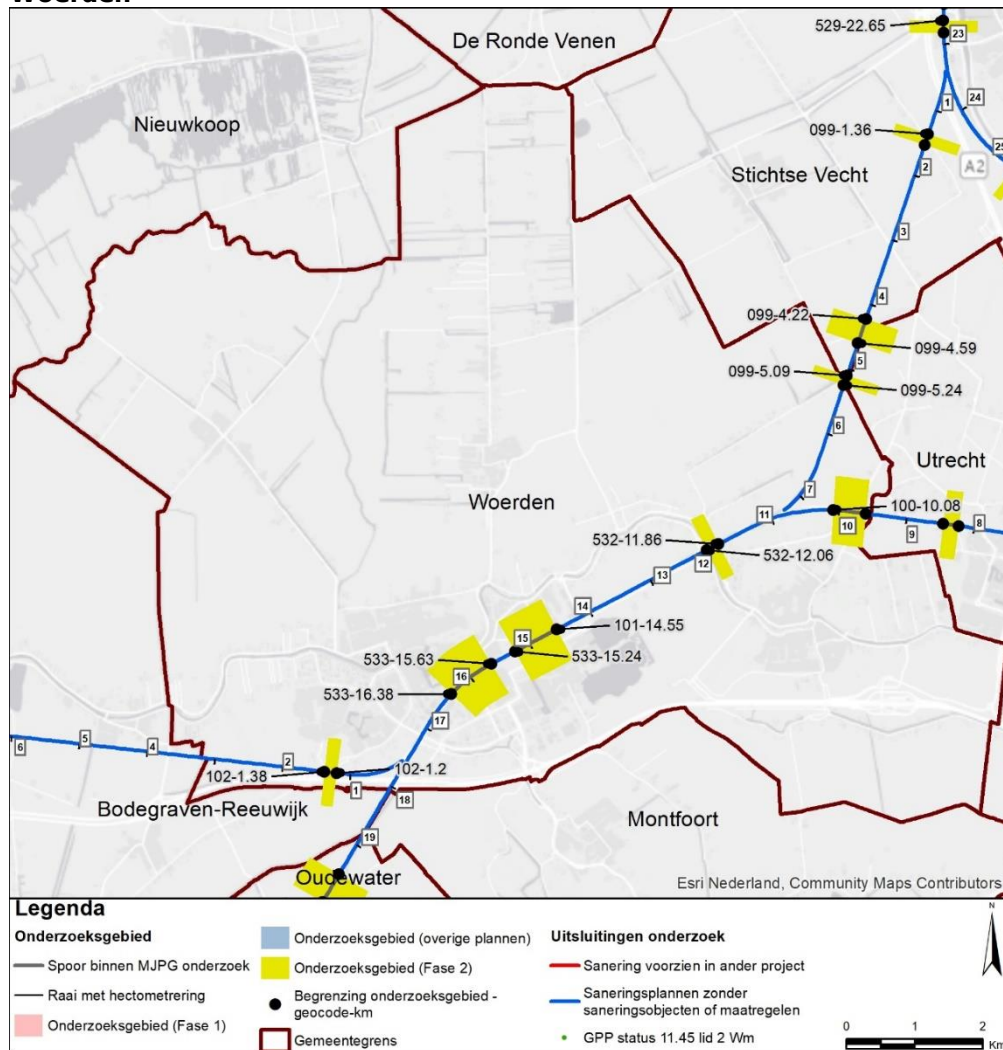 Woerden
De Ronde Venen
529-22.65
23
Nieuwkoop
24
1
099-1.36
25
2
A2
Stichtse Vecht
3
4
099-4.22
099-4.59
5
099-5.09
099-5.24
6
Utrecht
Woerden
7
100-10.08
11
10
9
8
532-11.86
12
532-12.06
13
14
101-14.55
15
533-15.63
533-15.24
16
533-16.38
17
6
5
4
2
102-1.38
102-1.2
1
18
Bodegraven-Reeuwijk
Montfoort
19
Oudewater
Esri Nederland, Community Maps Contributors
Legenda
Onderzoeksgebied
Spoor binnen MJPG onderzoek
Raai met hectometrering
Onderzoeksgebied (Fase 1)
Onderzoeksgebied (overige plannen)
Onderzoeksgebied (Fase 2)
Begrenzing onderzoeksgebied -
geocode-km
Gemeentegrens
Uitsluitingen onderzoek
Sanering voorzien in ander project
Saneringsplannen zonder
saneringsobjecten of maatregelen
GPP status 11.45 lid 2 Wm
N
0 1 2
Km